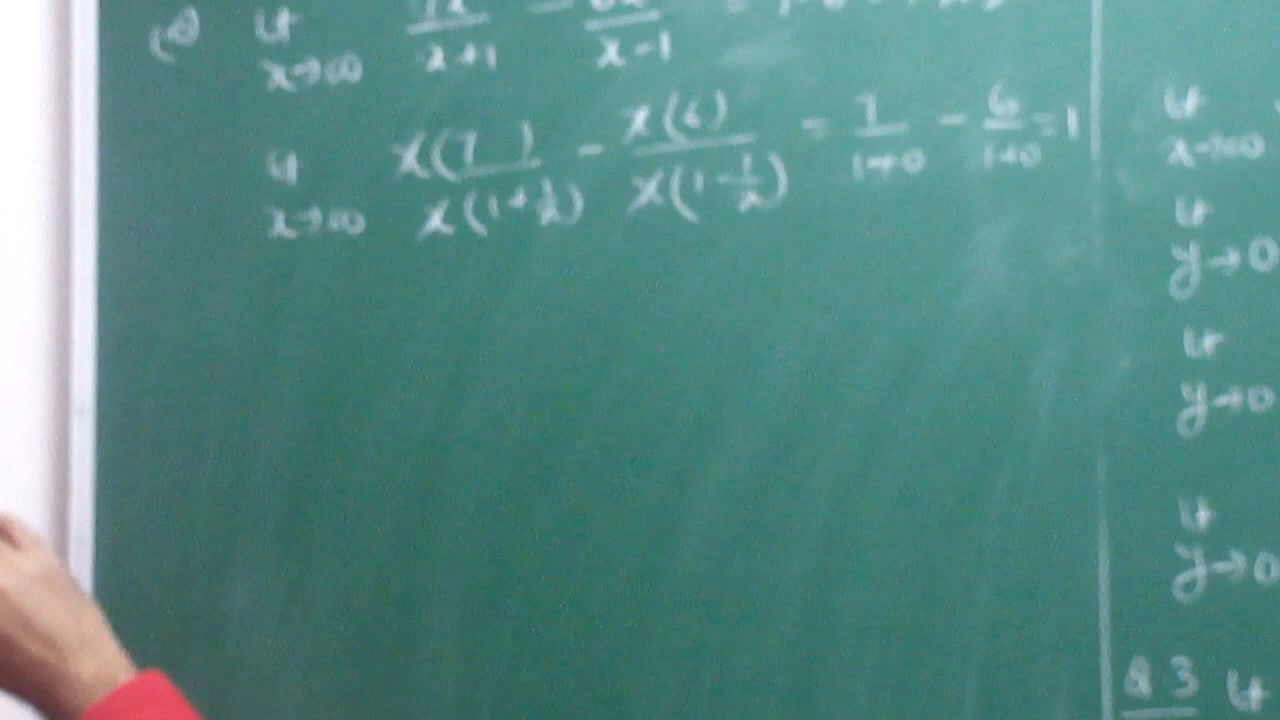 Lt x→∞ 7x/x+1 - 6x/x-1 =
Lt x→∞ x(7 )/x(1+1/x) - x(6)/x(1-1/x) = 7/1+0 - 6/1+0 = 1
Lt x→∞
Lt y→0
Lt y→0
Lt y→0
Q3 Lt